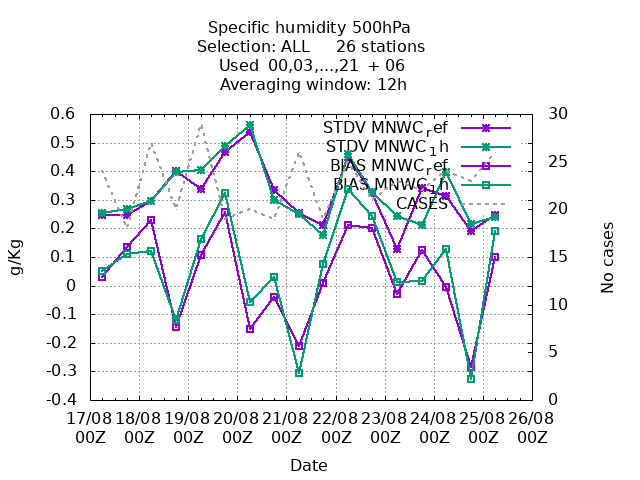 Specific humidity 500hPa
Selection: ALL 26 stations
Used 00,03,...,21 + 06
Averaging window: 12h
0.6
0.5
0.4
0.3
0.2
0.1
0
-0.1
-0.2
-0.3
-0.4
g/Kg
30
25
20
15
10
5
0
No cases
STDV MNWCref
STDV MNWC1h
BIAS MNWCref
BIAS MNWC1h
CASES
17/08 18/08 19/08 20/08 21/08 22/08 23/08 24/08 25/08 26/08
00Z 00Z 00Z 00Z 00Z 00Z 00Z 00Z 00Z 00Z
Date